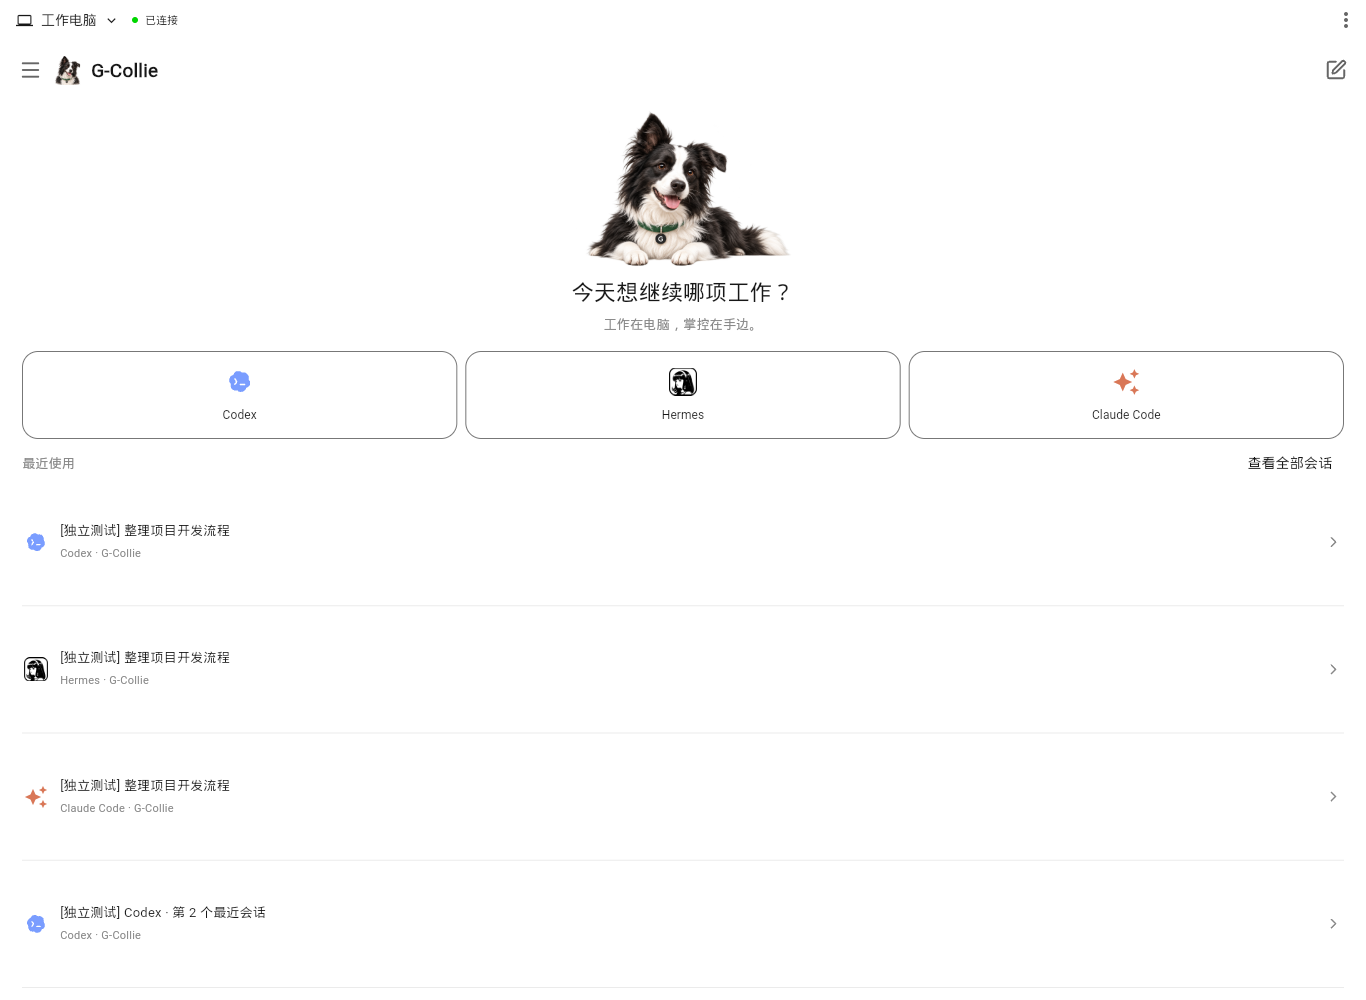 工作电脑 已连接
G-Collie
G
今天想继续哪项工作？
工作在电脑，掌控在手边。
Codex
Hermes
Claude Code
最近使用 查看全部会话
[独立测试] 整理项目开发流程
Codex · G-Collie
[独立测试] 整理项目开发流程
Hermes · G-Collie
[独立测试] 整理项目开发流程
Claude Code · G-Collie
[独立测试] Codex · 第 2 个最近会话
Codex · G-Collie